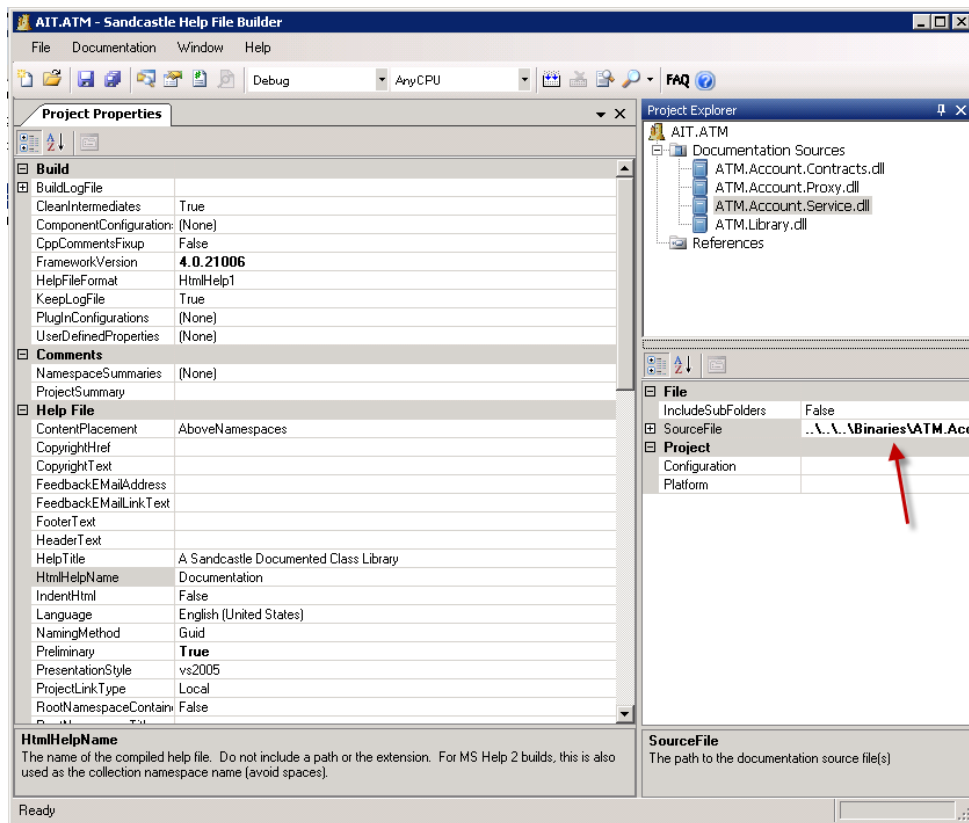 AIT.ATM - Sandcastle Help File Builder
File Documentation Window Help
Debug AnyCPU FAQ
Project Properties
Build
BuildLogFile
CleanIntermediates True
ComponentConfiguration: (None)
CppCommentsFixup False
FrameworkVersion 4.0.21006
HelpFileFormat HtmlHelp1
KeepLogFile True
PlugInConfigurations (None)
UserDefinedProperties (None)
Comments
NamespaceSummaries (None)
ProjectSummary
Help File
ContentPlacement AboveNamespaces
CopyrightHref
CopyrightText
FeedbackEMailAddress
FeedbackEMailLinkText
FooterText
HeaderText
HelpTitle A Sandcastle Documented Class Library
HtmlHelpName Documentation
IndentHtml False
Language English (United States)
NamingMethod Guid
Preliminary True
PresentationStyle vs2005
ProjectLinkType Local
RootNamespaceContain False
HtmlHelpName
The name of the compiled help file. Do not include a path or the extension. For MS Help 2 builds, this is also
used as the collection namespace name (avoid spaces).
Project Explorer
AIT.ATM
Documentation Sources
ATM.Account.Contracts.dll
ATM.Account.Proxy.dll
ATM.Account.Service.dll
ATM.Library.dll
References
File
IncludeSubFolders False
SourceFile ..\..\..\Binaries\ATM.Acc
Project
Configuration
Platform
SourceFile
The path to the documentation source file(s)
Ready